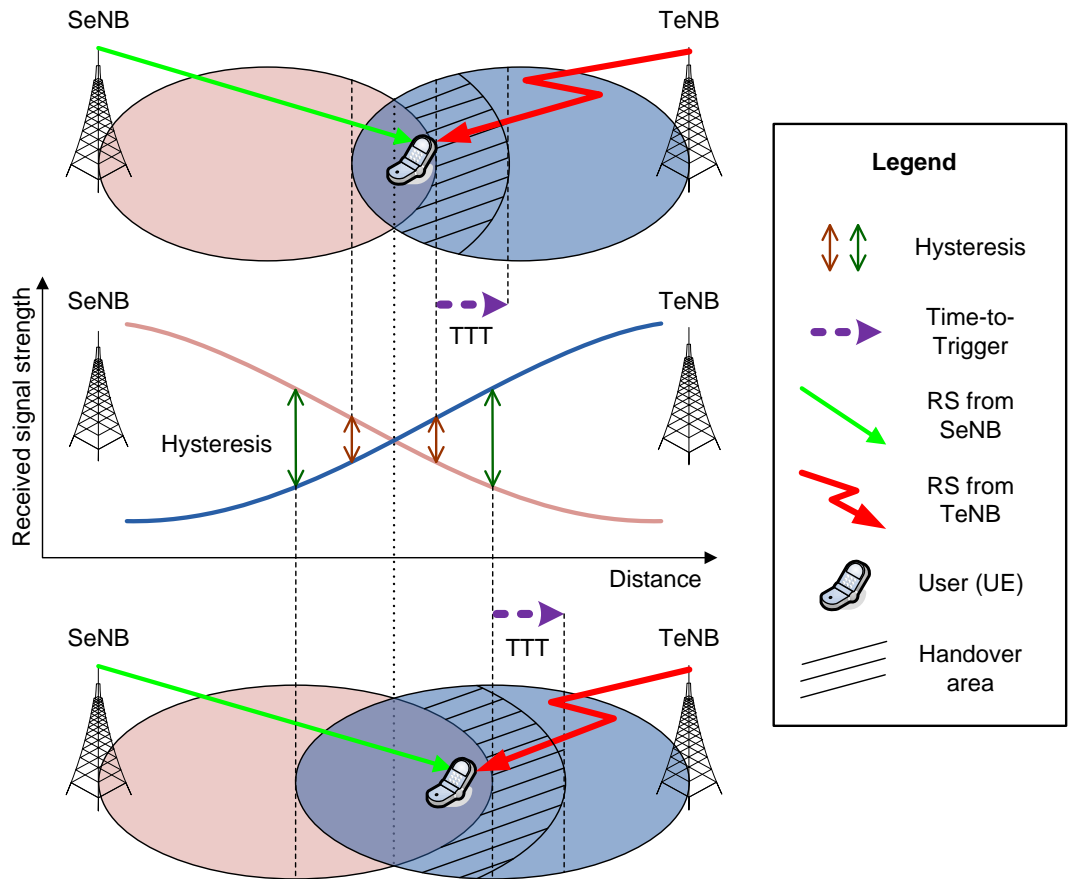 SeNB
TeNB
TTT
SeNB
TeNB
Received signal strength
Hysteresis
Distance
TTT
SeNB
TeNB
Legend
Hysteresis
Time-to-
Trigger
RS from
SeNB
RS from
TeNB
User (UE)
Handover
area